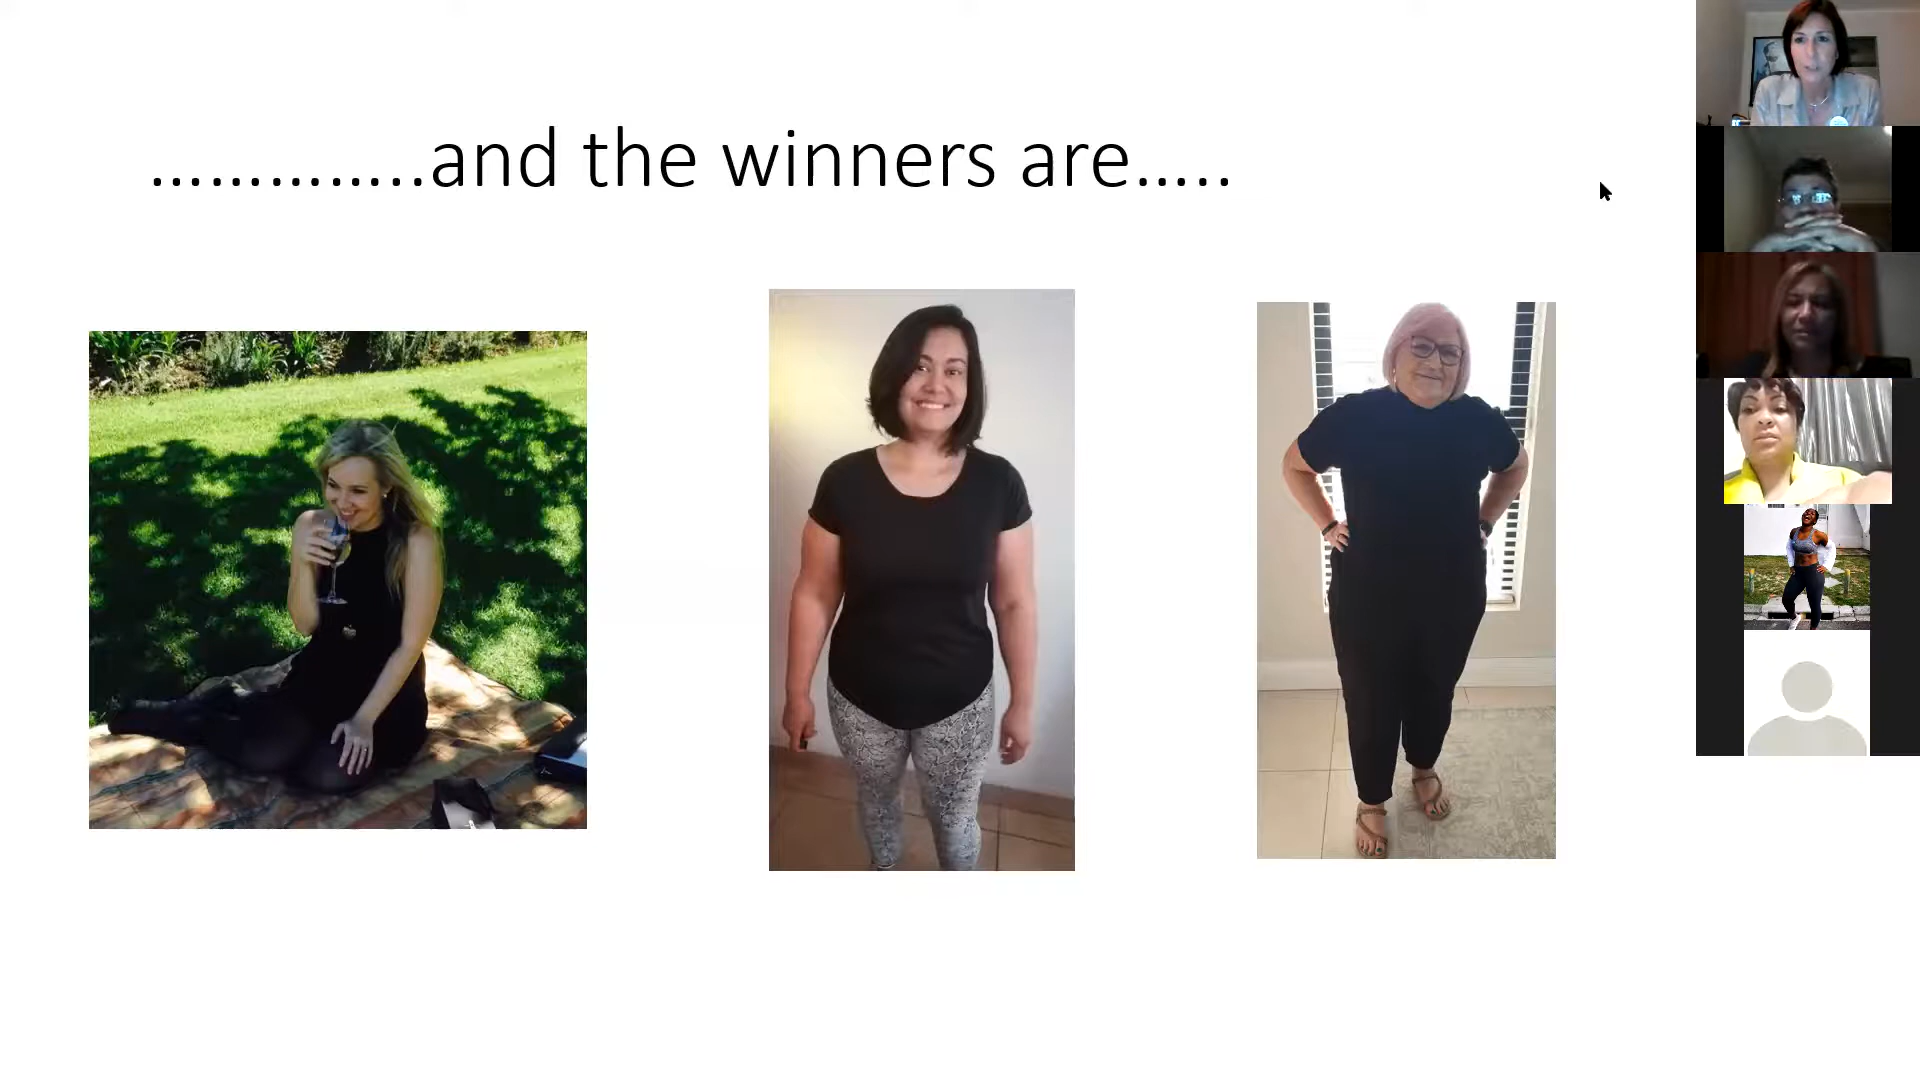 …………..and the winners are…..